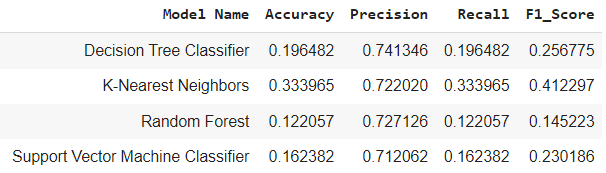 Model Name Accuracy Precision Recall F1_Score
Decision Tree Classifier 0.196482 0.741346 0.196482 0.256775
K-Nearest Neighbors 0.333965 0.722020 0.333965 0.412297
Random Forest 0.122057 0.727126 0.122057 0.145223
Support Vector Machine Classifier 0.162382 0.712062 0.162382 0.230186